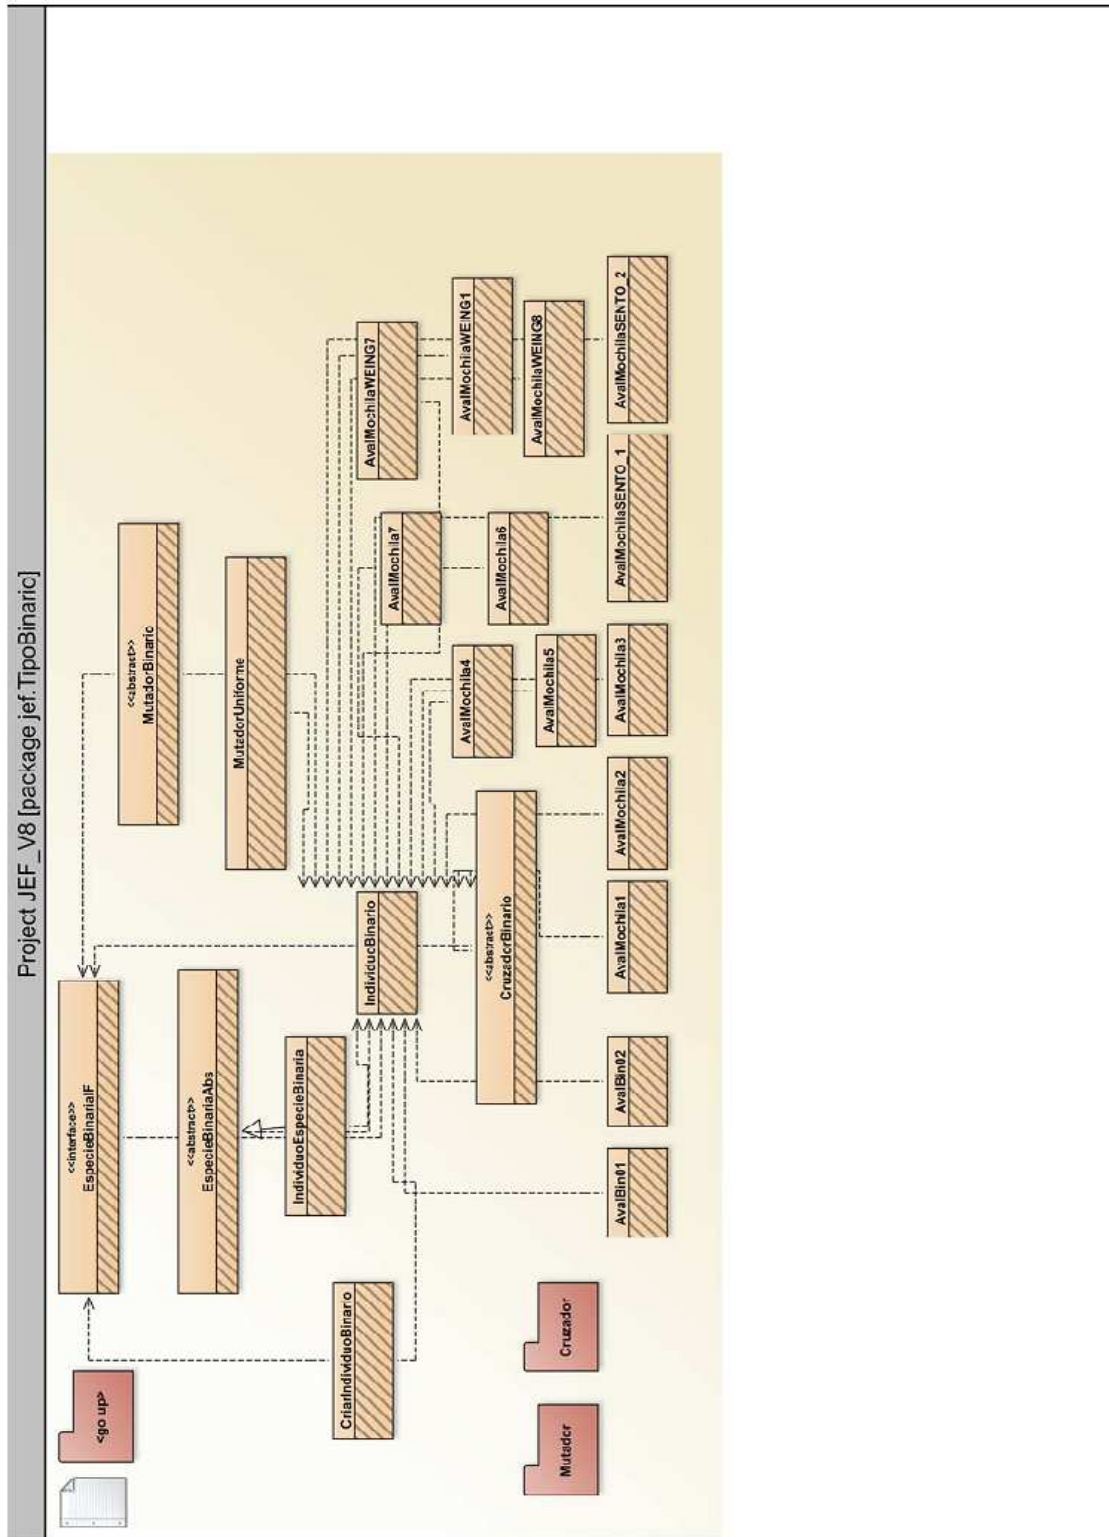 Project JEF_V8 [package jef.TipoBinario]
<go up>
<<interface>>
EspecieBinariaIF
<<abstract>>
MutadorBinario
<<abstract>>
EspecieBinariaAbs
MutadorUniforme
IndividuoEspecieBinaria
CriarIndividuoBinario
IndividuoBinario
AvalMochilaWEING7
AvalMochila7
AvalMochila4
AvalMochilaWEING1
<<abstract>>
CruzadorBinario
AvalMochila6
AvalMochilaWEING8
Mutador
Cruzador
AvalMochila5
AvalBin01
AvalBin02
AvalMochila1
AvalMochila2
AvalMochila3
AvalMochilaSENTO_1
AvalMochilaSENTO_2